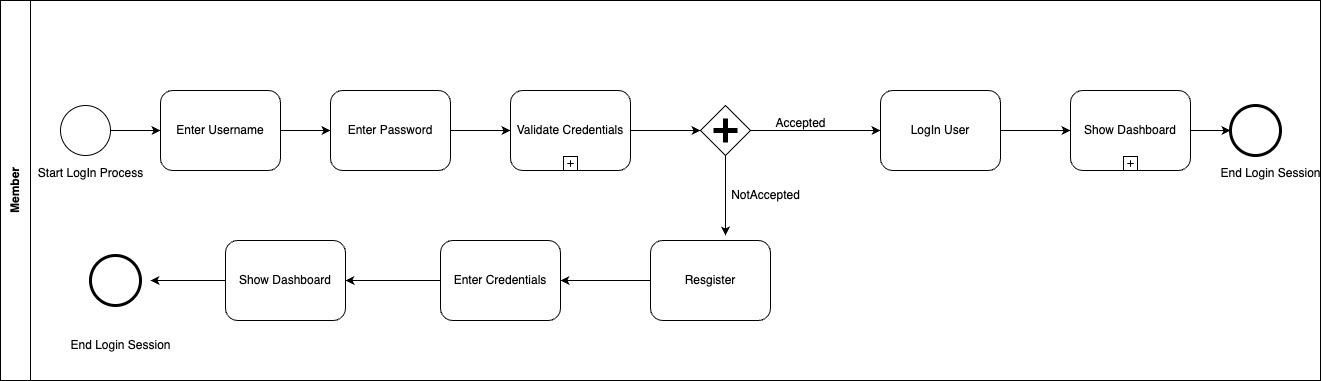 Member
Start LogIn Process
Enter Username
Enter Password
Validate Credentials
Accepted
LogIn User
Show Dashboard
End Login Session
NotAccepted
Resgister
Enter Credentials
Show Dashboard
End Login Session